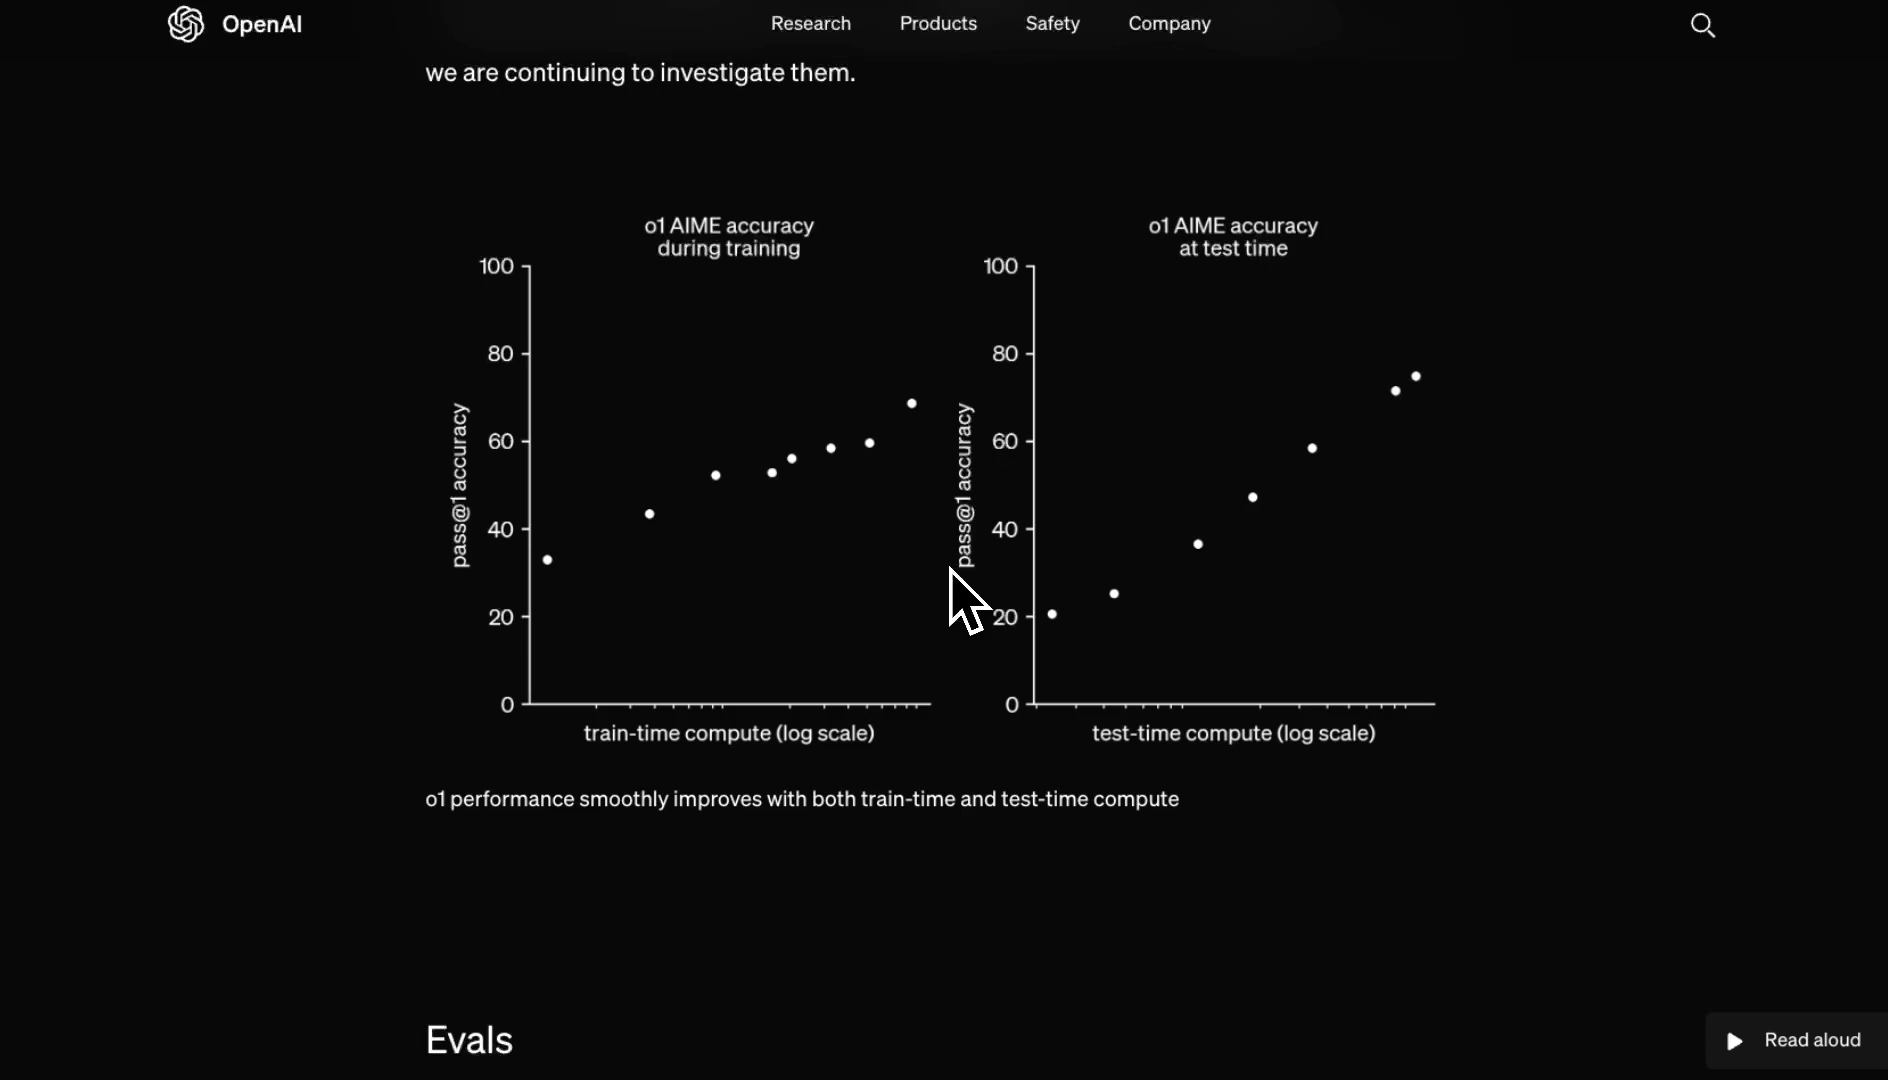 OpenAI
Research Products Safety Company
we are continuing to investigate them.
o1 AIME accuracy
during training
100
80
60
40
20
0
pass@1 accuracy
train-time compute (log scale)
o1 AIME accuracy
at test time
100
80
60
40
20
0
pass@1 accuracy
test-time compute (log scale)
o1 performance smoothly improves with both train-time and test-time compute
Evals
Read aloud